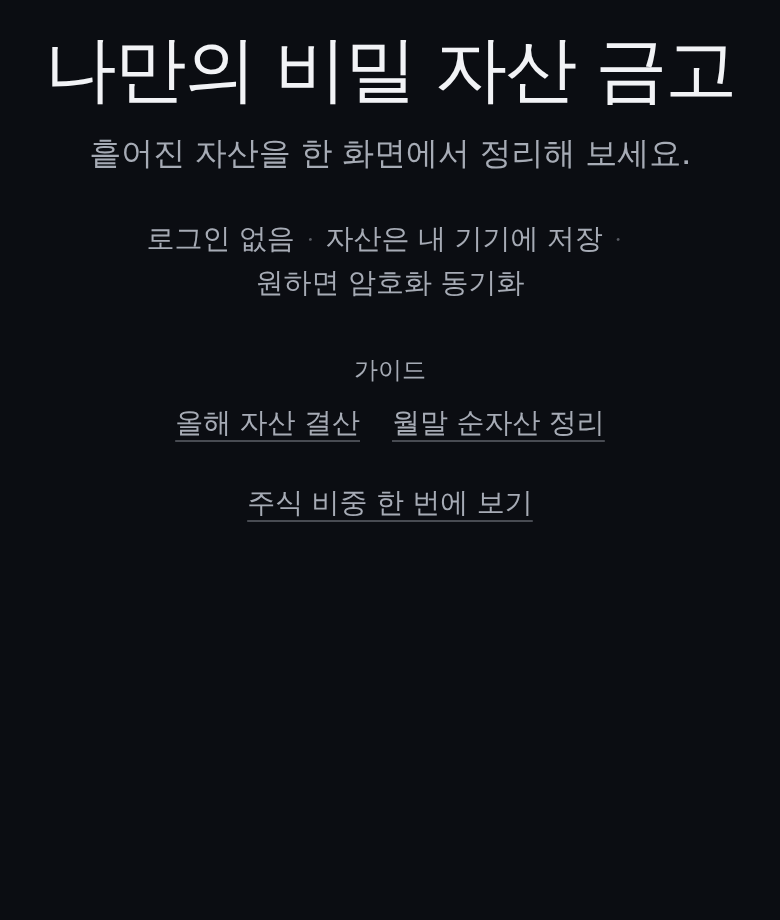 나만의 비밀 자산 금고
흩어진 자산을 한 화면에서 정리해 보세요.
로그인 없음 · 자산은 내 기기에 저장 ·
원하면 암호화 동기화
가이드
올해 자산 결산 월말 순자산 정리
주식 비중 한 번에 보기